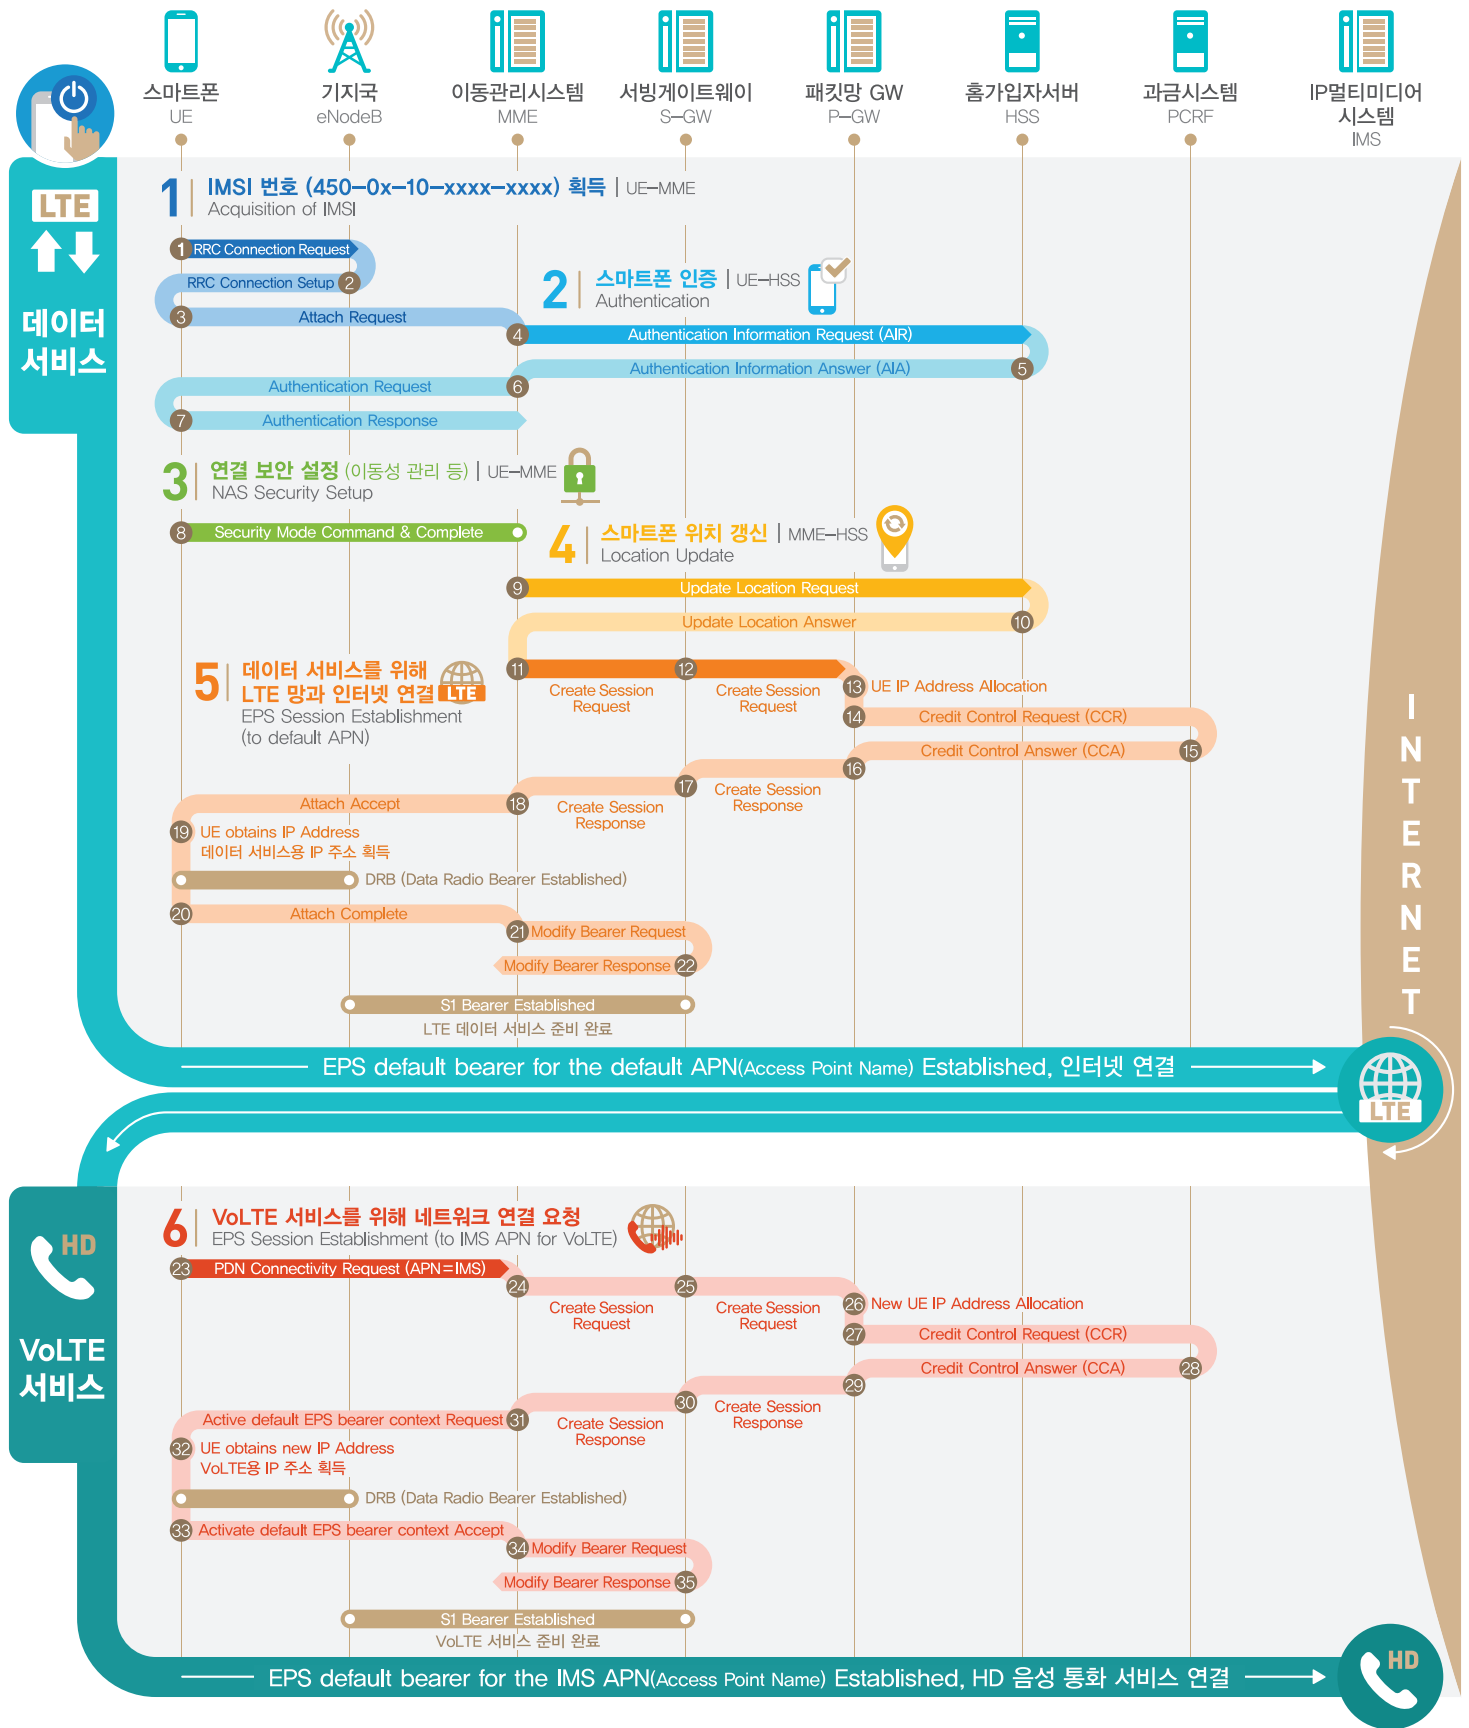 스마트폰
UE
기지국
eNodeB
이동관리시스템
MME
서빙게이트웨이
S-GW
패킷망 GW
P-GW
홈가입자서버
HSS
과금시스템
PCRF
IP멀티미디어
시스템
IMS
LTE
데이터
서비스
1
IMSI 번호 (450-0x-10-xxxx-xxxx) 획득 | UE-MME
Acquisition of IMSI
1 RRC Connection Request
RRC Connection Setup 2
3 Attach Request
2
스마트폰 인증 | UE-HSS
Authentication
4 Authentication Information Request (AIR)
Authentication Information Answer (AIA) 5
Authentication Request 6
7 Authentication Response
3
연결 보안 설정 (이동성 관리 등) | UE-MME
NAS Security Setup
8 Security Mode Command & Complete
4
스마트폰 위치 갱신 | MME-HSS
Location Update
9 Update Location Request
Update Location Answer 10
5
데이터 서비스를 위해
LTE 망과 인터넷 연결
LTE
EPS Session Establishment
(to default APN)
11
Create Session
Request
12
Create Session
Request
13 UE IP Address Allocation
14 Credit Control Request (CCR)
Credit Control Answer (CCA) 15
16
Create Session
Response
17
Create Session
Response
Attach Accept 18
19 UE obtains IP Address
데이터 서비스용 IP 주소 획득
DRB (Data Radio Bearer Established)
20 Attach Complete
21 Modify Bearer Request
Modify Bearer Response 22
S1 Bearer Established
LTE 데이터 서비스 준비 완료
EPS default bearer for the default APN(Access Point Name) Established, 인터넷 연결
LTE
INTERNET
HD
VoLTE
서비스
6
VoLTE 서비스를 위해 네트워크 연결 요청
EPS Session Establishment (to IMS APN for VoLTE)
23 PDN Connectivity Request (APN=IMS)
24
Create Session
Request
25
Create Session
Request
26 New UE IP Address Allocation
27 Credit Control Request (CCR)
Credit Control Answer (CCA) 28
29
Create Session
Response
30
Create Session
Response
Active default EPS bearer context Request 31
32 UE obtains new IP Address
VoLTE용 IP 주소 획득
DRB (Data Radio Bearer Established)
33 Activate default EPS bearer context Accept
34 Modify Bearer Request
Modify Bearer Response 35
S1 Bearer Established
VoLTE 서비스 준비 완료
EPS default bearer for the IMS APN(Access Point Name) Established, HD 음성 통화 서비스 연결
HD